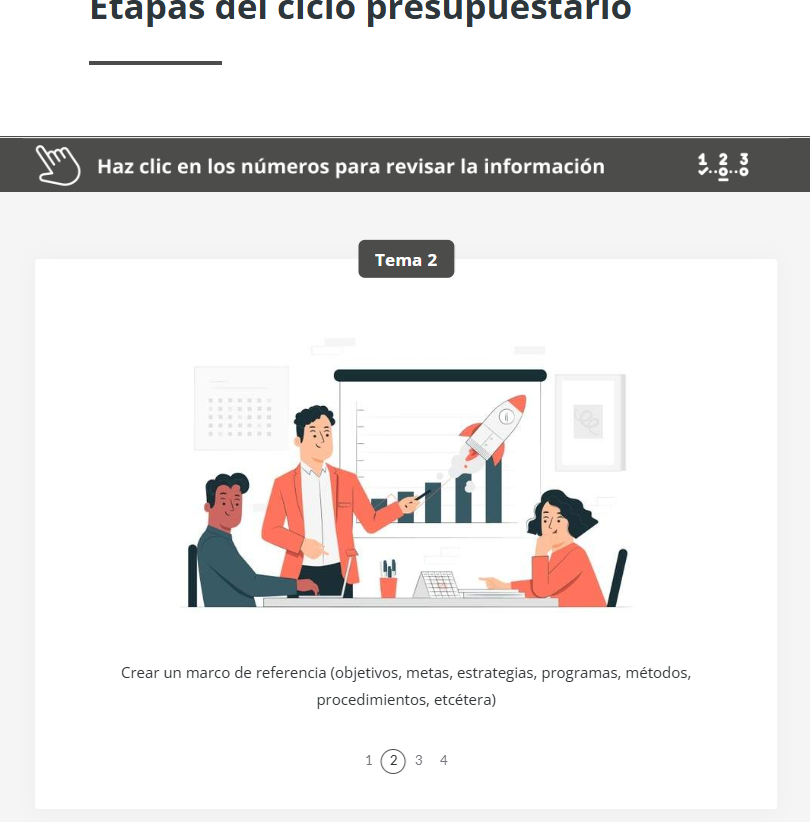 Etapas del ciclo presupuestario
Haz clic en los números para revisar la información
1 2 3
Tema 2
Crear un marco de referencia (objetivos, metas, estrategias, programas, métodos,
procedimientos, etcétera)
1 2 3 4